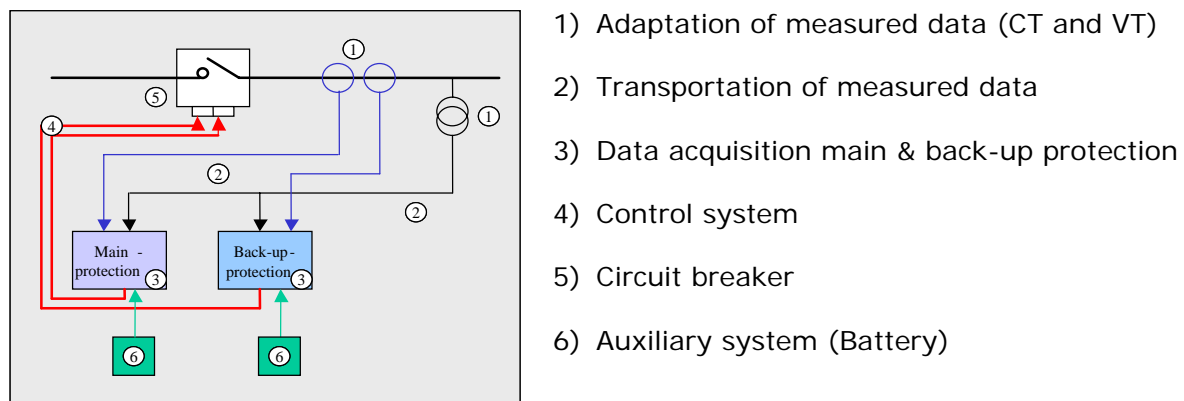 1
5
4
1
2
2
Main -
protection
3
Back-up-
protection
3
6
6
1) Adaptation of measured data (CT and VT)
2) Transportation of measured data
3) Data acquisition main & back-up protection
4) Control system
5) Circuit breaker
6) Auxiliary system (Battery)